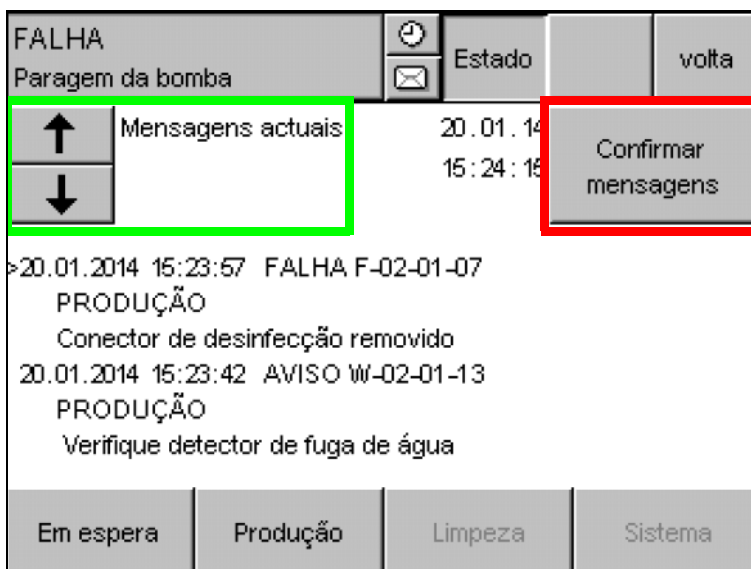 FALHA
Paragem da bomba
Estado
volta
Mensagens actuais
20.01.14
15:24:15
Confirmar
mensagens
>20.01.2014 15:23:57 FALHA F-02-01-07
PRODUÇÃO
Conector de desinfecção removido
20.01.2014 15:23:42 AVISO W-02-01-13
PRODUÇÃO
Verifique detector de fuga de água
Em espera
Produção
Limpeza
Sistema